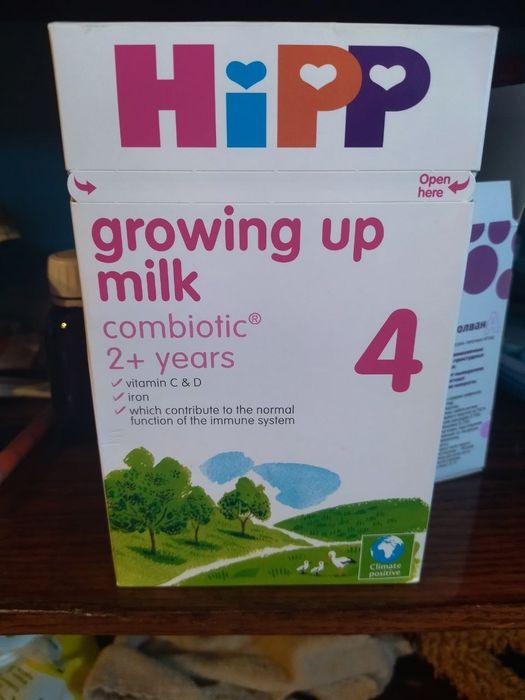 HiPP
Open
here
growing up
milk
combiotic®
2+ years
4
vitamin C & D
iron
which contribute to the normal
function of the immune system
Climate
positive